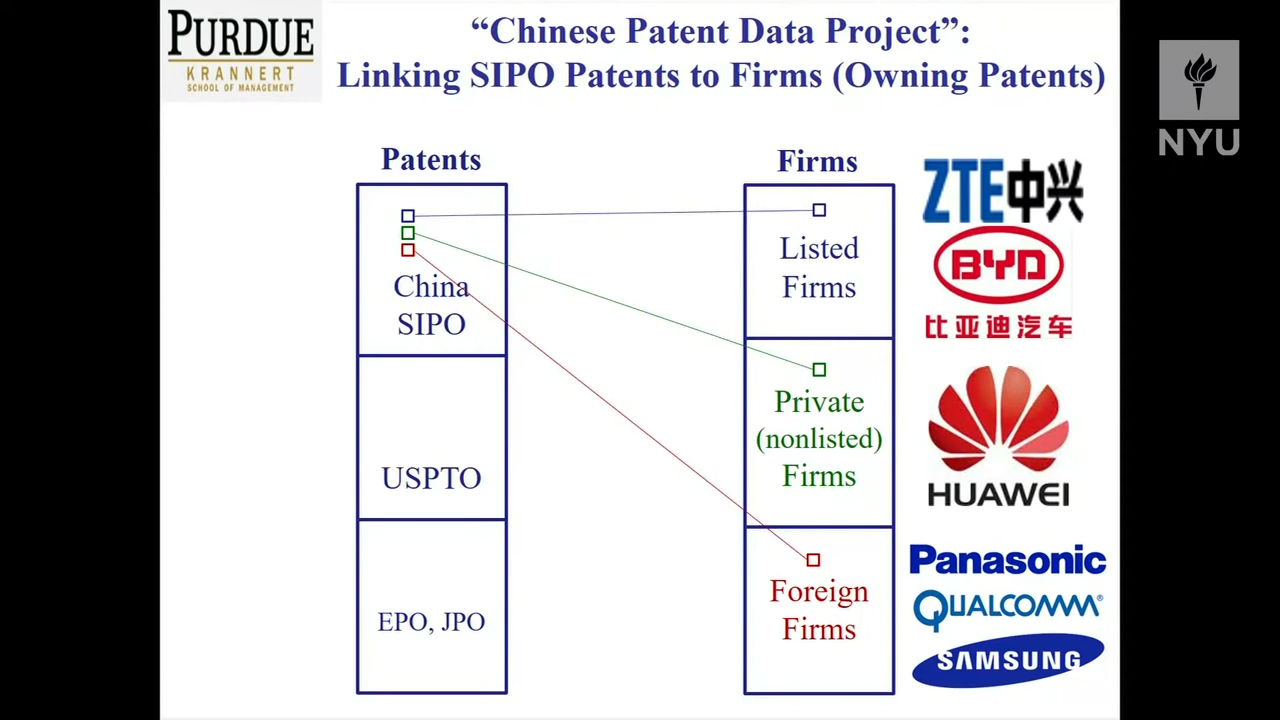 PURDUE
KRANNERT
SCHOOL OF MANAGEMENT
“Chinese Patent Data Project”:
Linking SIPO Patents to Firms (Owning Patents)
NYU
Patents
China
SIPO
USPTO
EPO, JPO
Firms
Listed
Firms
Private
(nonlisted)
Firms
Foreign
Firms
ZTE中兴
BYD
比亚迪汽车
HUAWEI
Panasonic
QUALCOMM®
SAMSUNG